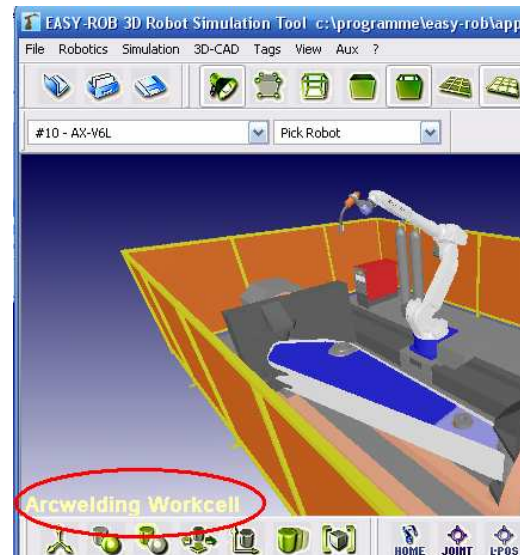 EASY-ROB 3D Robot Simulation Tool c:\programme\easy-rob\app
File Robotics Simulation 3D-CAD Tags View Aux ?
#10 - AX-V6L Pick Robot
Arcwelding Workcell
HOME JOINT L-POS